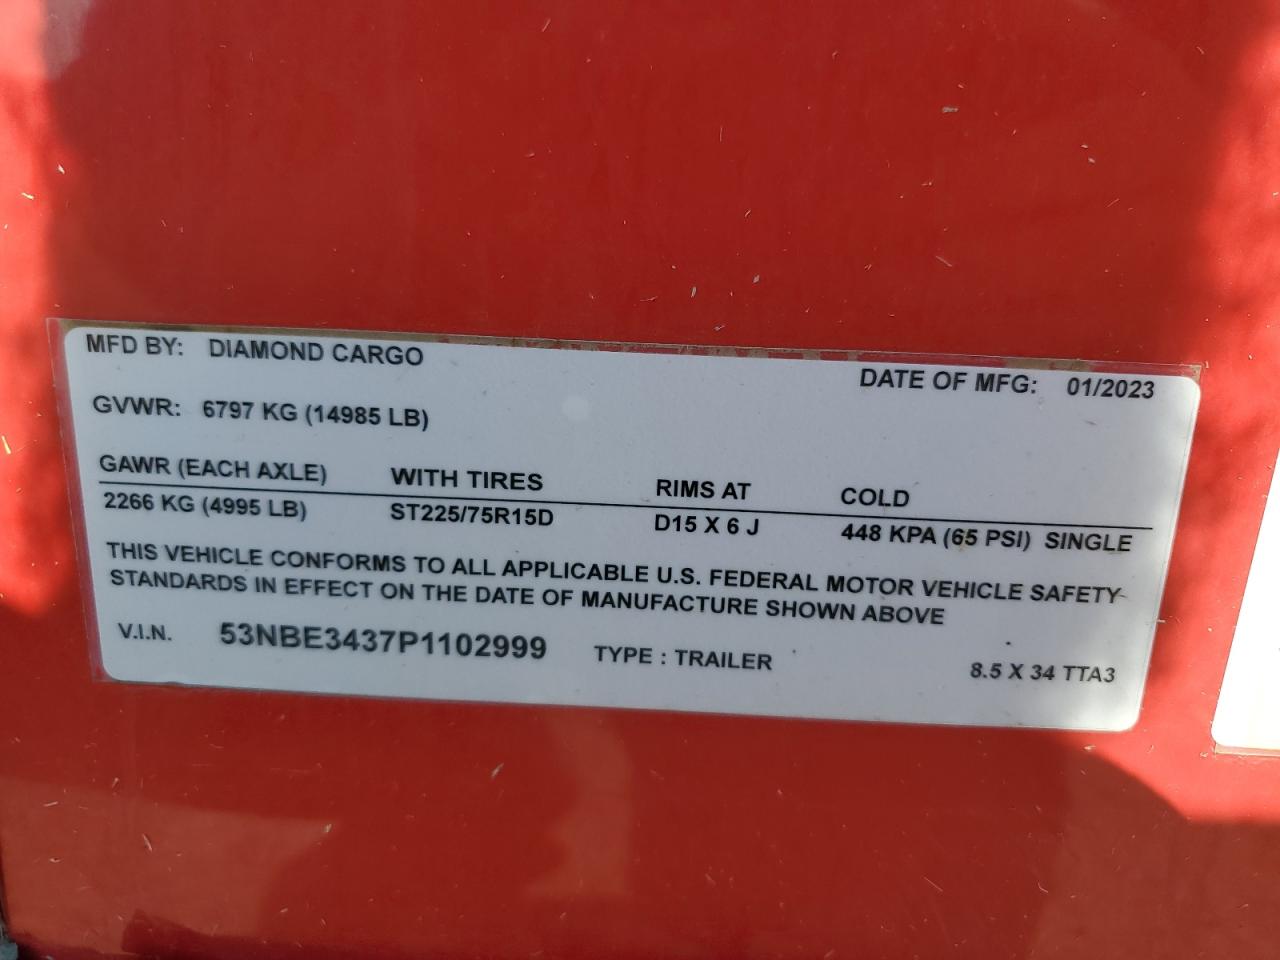 MFD BY: DIAMOND CARGO
DATE OF MFG: 01/2023
GVWR: 6797 KG (14985 LB)
GAWR (EACH AXLE) WITH TIRES RIMS AT COLD
2266 KG (4995 LB) ST225/75R15D D15 X 6 J 448 KPA (65 PSI) SINGLE
THIS VEHICLE CONFORMS TO ALL APPLICABLE U.S. FEDERAL MOTOR VEHICLE SAFETY
STANDARDS IN EFFECT ON THE DATE OF MANUFACTURE SHOWN ABOVE
V.I.N. 53NBE3437P1102999 TYPE : TRAILER 8.5 X 34 TTA3